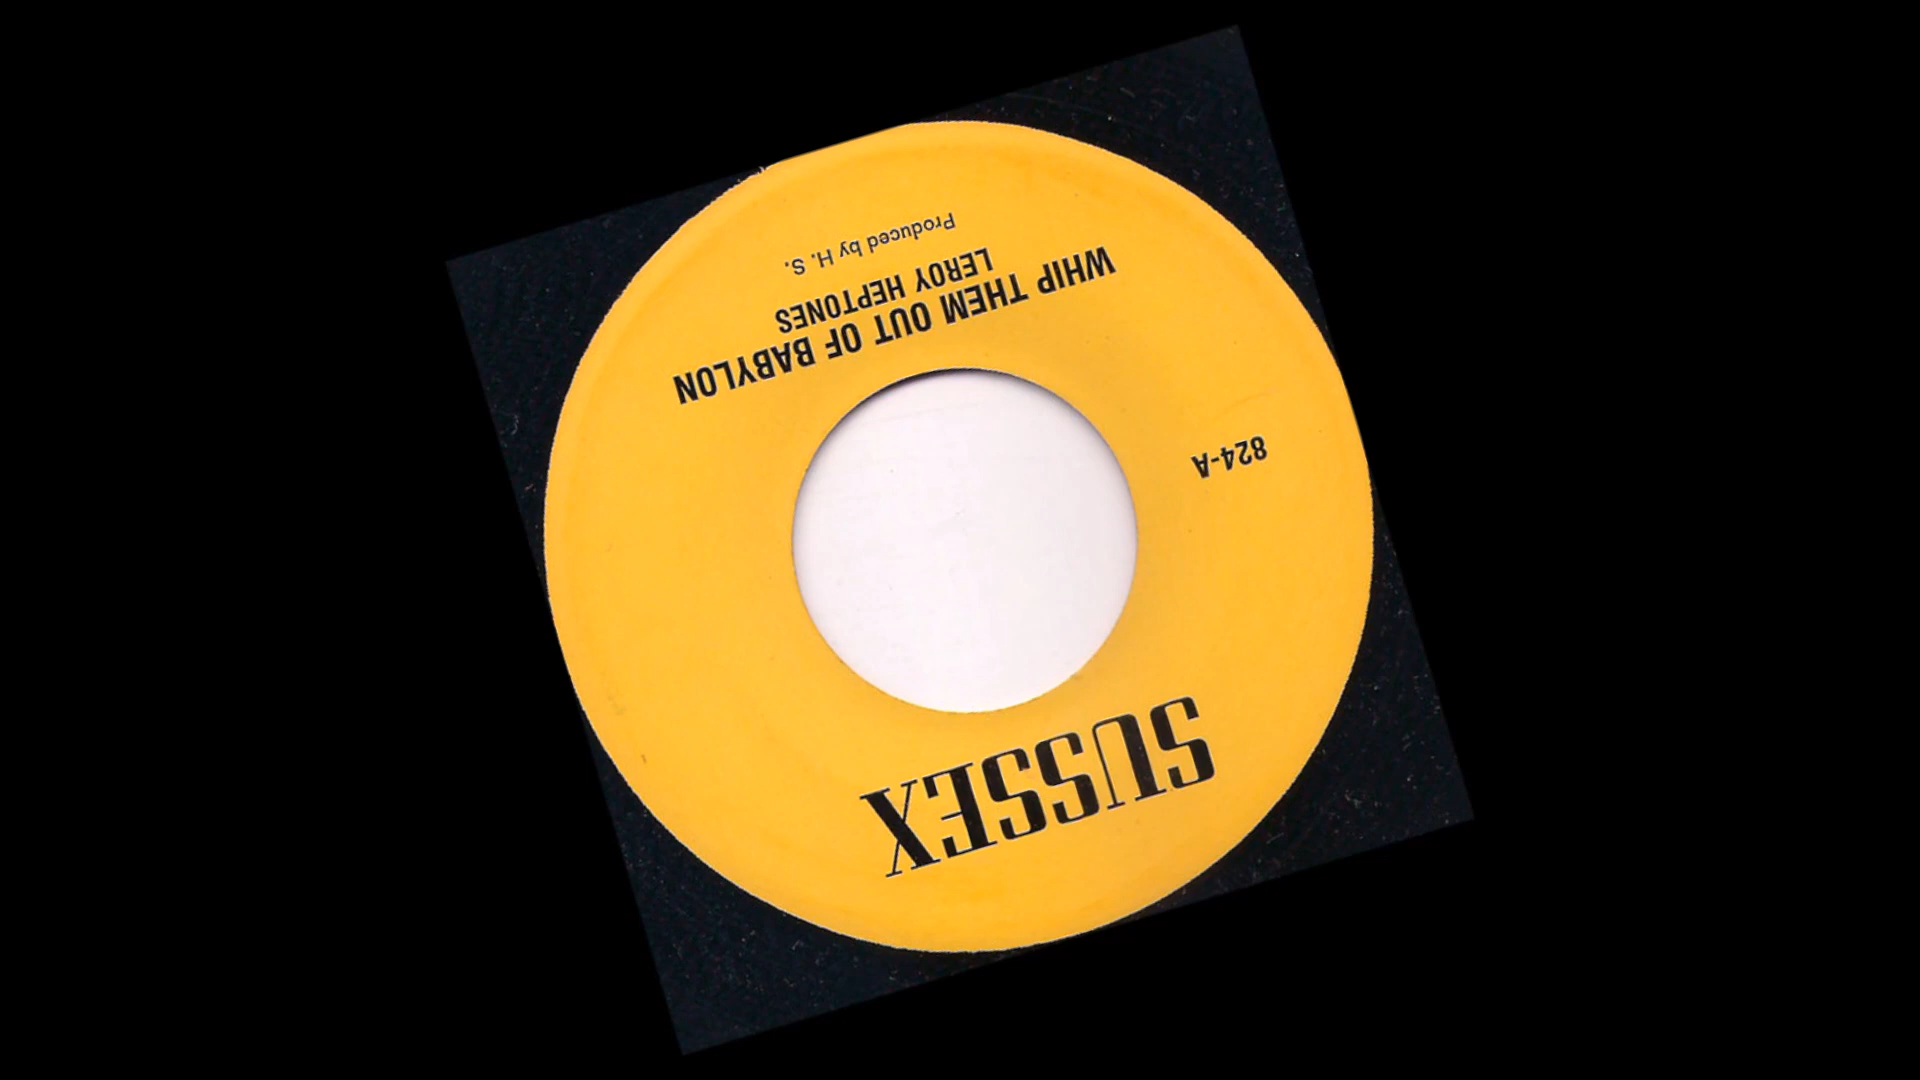 SUSSEX
824-A
WHIP THEM OUT OF BABYLON
LEROY HEPTONES
Produced by H. S.